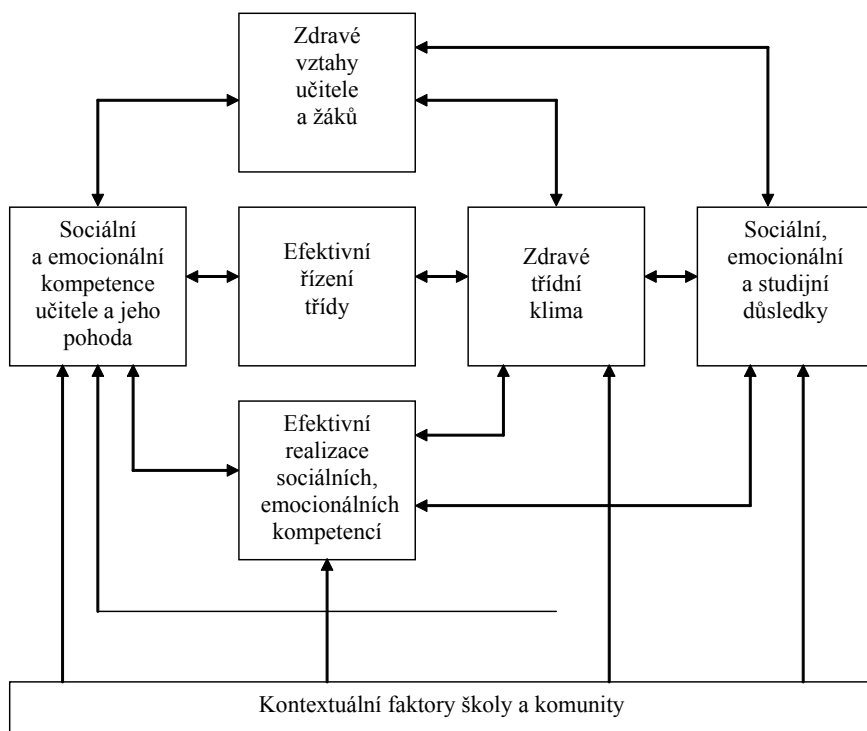 Zdravé
vztahy
učitele
a žáků
Sociální
a emocionální
kompetence
učitele a jeho
pohoda
Efektivní
řízení
třídy
Zdravé
třídní
klima
Sociální,
emocionální
a studijní
důsledky
Efektivní
realizace
sociálních,
emocionálních
kompetencí
Kontextuální faktory školy a komunity